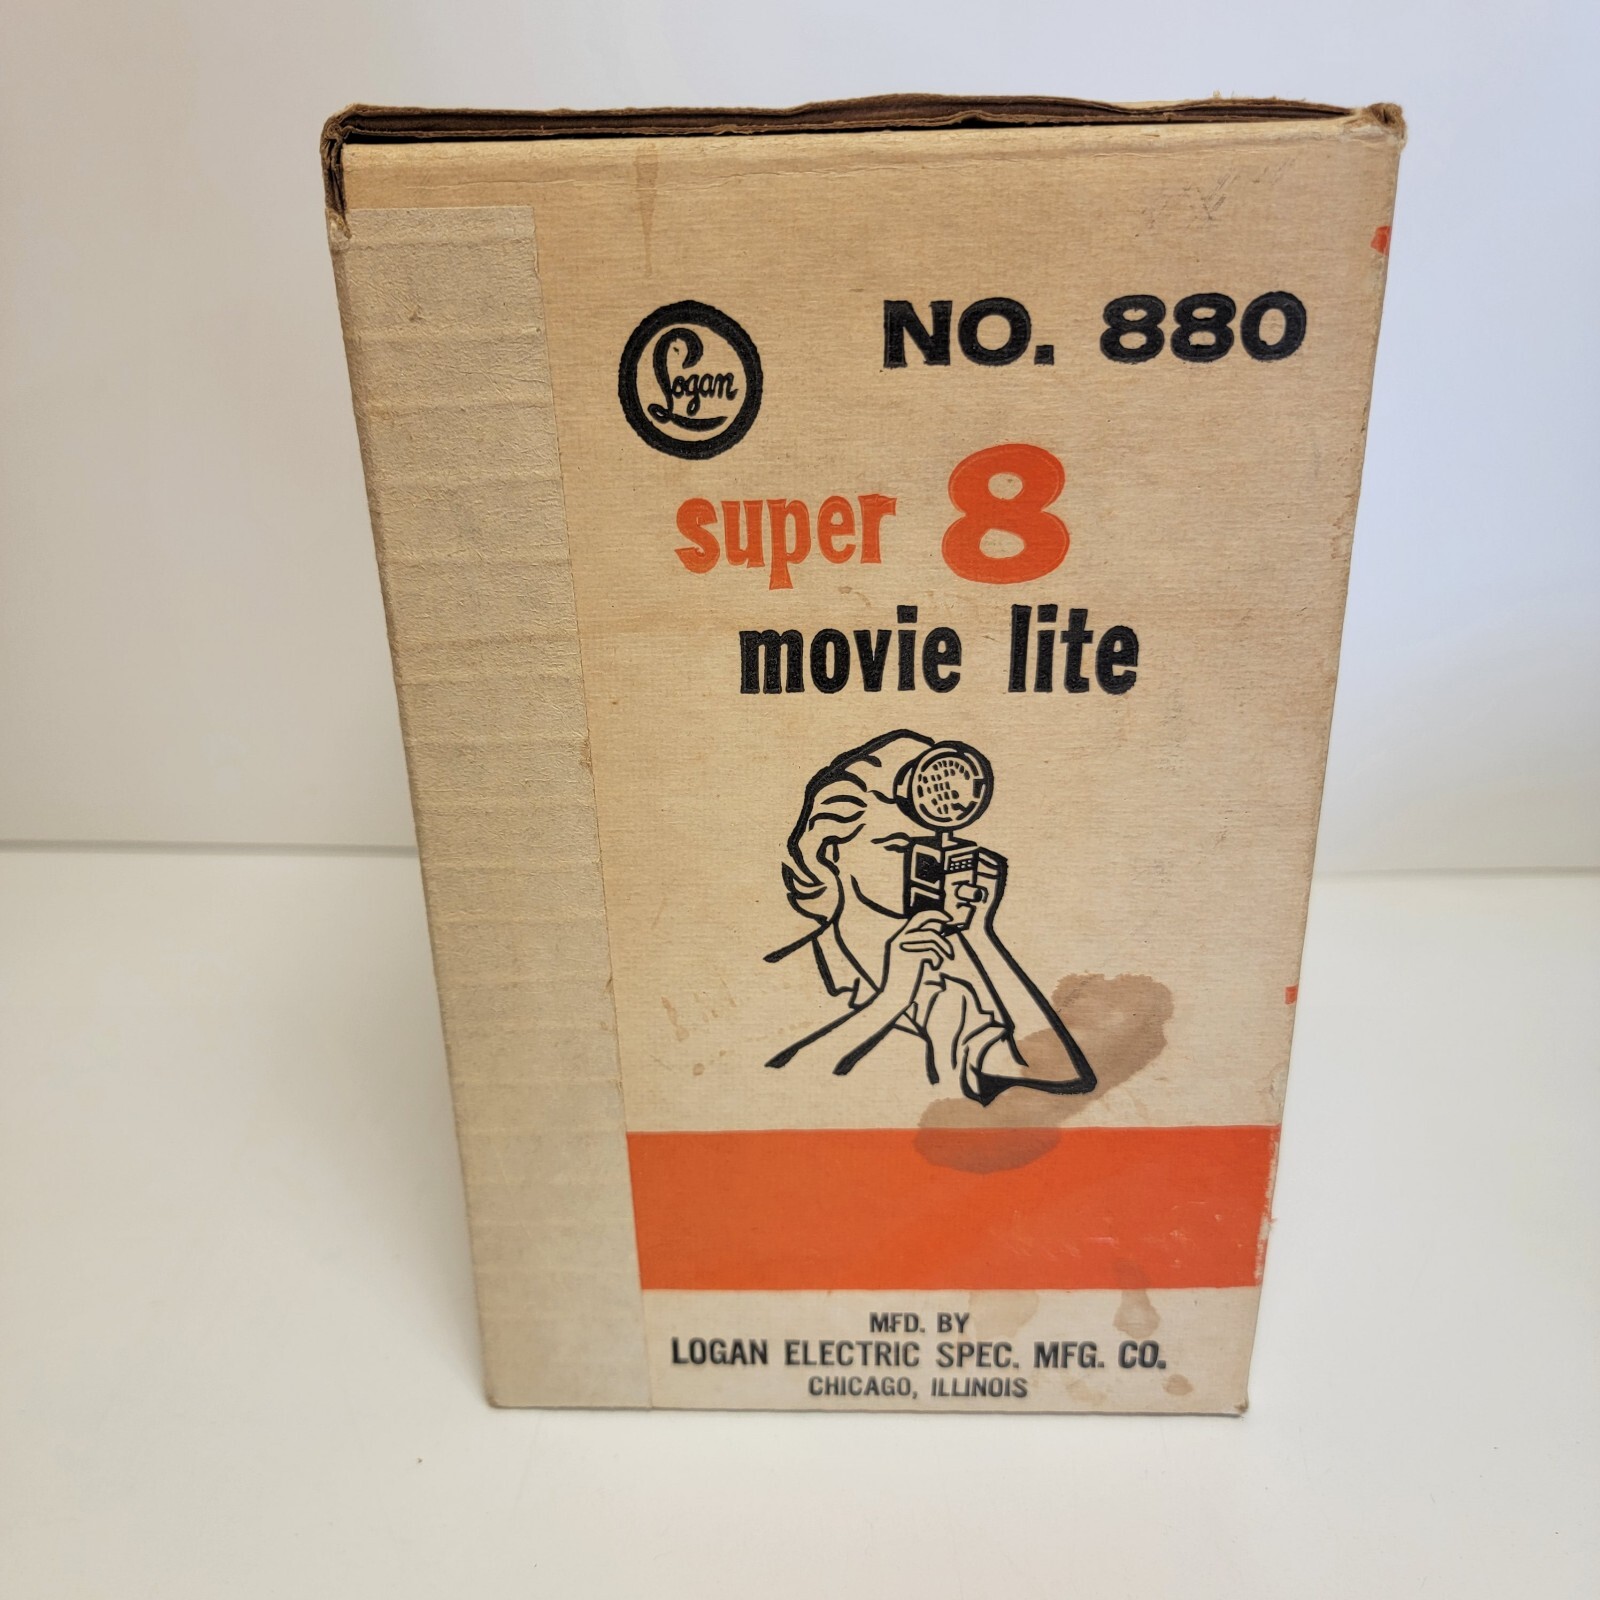 Logan
NO. 880
super 8
movie lite
MFD. BY
LOGAN ELECTRIC SPEC. MFG. CO.
CHICAGO, ILLINOIS